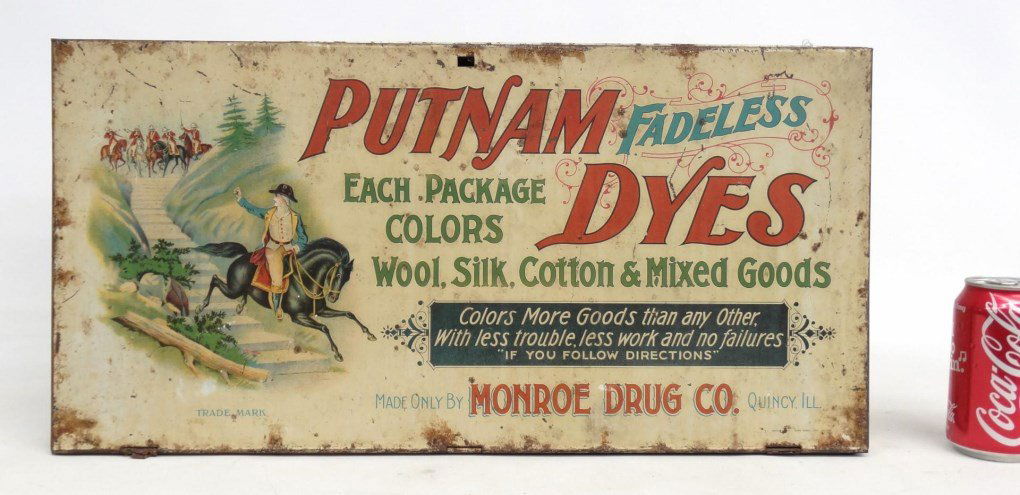 PUTNAM FADELESS
DYES
EACH PACKAGE
COLORS
WOOL, SILK, COTTON & MIXED GOODS
Colors More Goods than any Other,
With less trouble, less work and no failures
"IF YOU FOLLOW DIRECTIONS"
TRADE MARK
MADE ONLY BY MONROE DRUG CO. QUINCY, ILL.
Coca-Cola